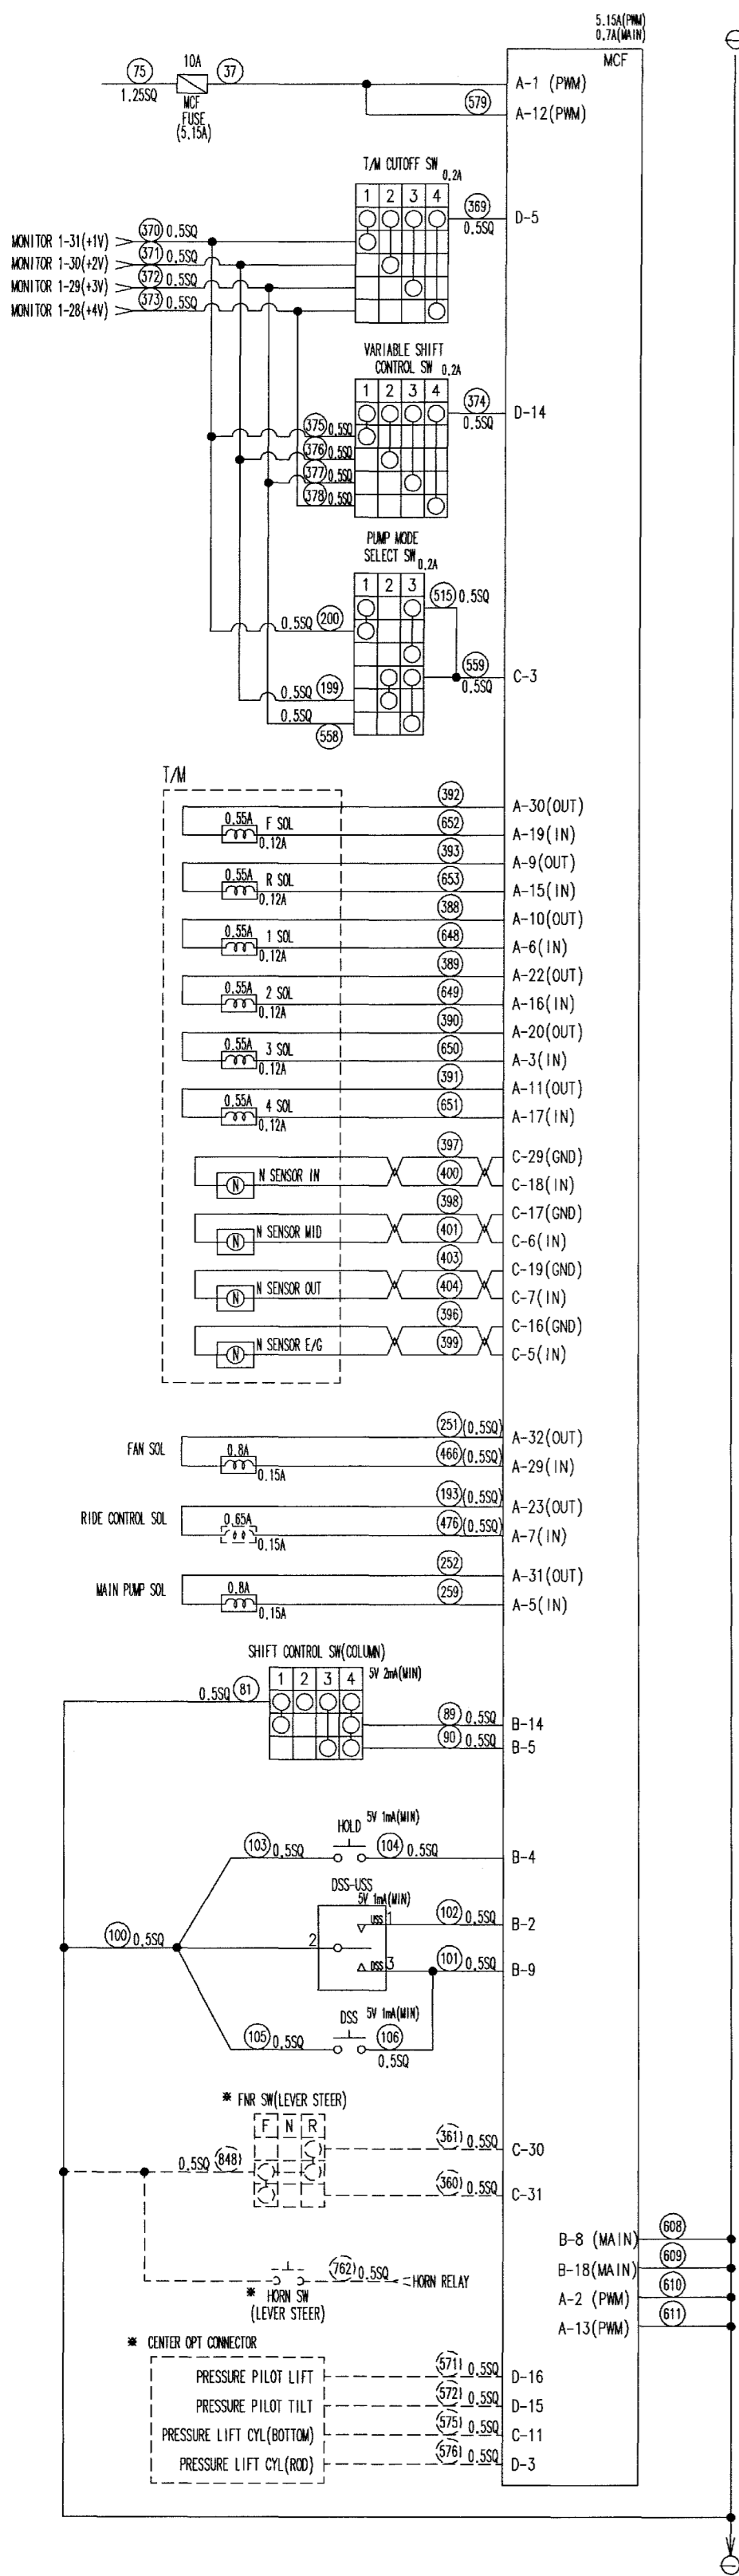 5.15A(PWM)
0.7A(MAIN)
MCF
75 10A 37
1.25SQ MCF
FUSE
(5.15A)
A-1 (PWM)
579 A-12(PWM)
T/M CUTOFF SW 0.2A
1 2 3 4
369 D-5
0.5SQ
MONITOR 1-31(+1V) 370 0.5SQ
MONITOR 1-30(+2V) 371 0.5SQ
MONITOR 1-29(+3V) 372 0.5SQ
MONITOR 1-28(+4V) 373 0.5SQ
VARIABLE SHIFT
CONTROL SW 0.2A
1 2 3 4
374 D-14
0.5SQ
375 0.5SQ
376 0.5SQ
377 0.5SQ
378 0.5SQ
PUMP MODE
SELECT SW 0.2A
1 2 3
515 0.5SQ
0.5SQ 200
559 C-3
0.5SQ
0.5SQ 199
0.5SQ
558
T/M
392 A-30(OUT)
0.55A F SOL 652 A-19(IN)
0.12A
393 A-9(OUT)
0.55A R SOL 653 A-15(IN)
0.12A
388 A-10(OUT)
0.55A 1 SOL 648 A-6(IN)
0.12A
389 A-22(OUT)
0.55A 2 SOL 649 A-16(IN)
0.12A
390 A-20(OUT)
0.55A 3 SOL 650 A-3(IN)
0.12A
391 A-11(OUT)
0.55A 4 SOL 651 A-17(IN)
0.12A
397 C-29(GND)
N N SENSOR IN 400 C-18(IN)
398 C-17(GND)
N N SENSOR MID 401 C-6(IN)
403 C-19(GND)
N N SENSOR OUT 404 C-7(IN)
396 C-16(GND)
N N SENSOR E/G 399 C-5(IN)
251 (0.5SQ) A-32(OUT)
FAN SOL 0.8A 466 (0.5SQ) A-29(IN)
0.15A
193 (0.5SQ) A-23(OUT)
RIDE CONTROL SOL 0.65A 476 (0.5SQ) A-7(IN)
0.15A
252 A-31(OUT)
MAIN PUMP SOL 0.8A 259 A-5(IN)
0.15A
SHIFT CONTROL SW(COLUMN)
1 2 3 4 5V 2mA(MIN)
0.5SQ 81
89 0.5SQ B-14
90 0.5SQ B-5
HOLD 5V 1mA(MIN)
103 0.5SQ 104 0.5SQ B-4
DSS-USS
5V 1mA(MIN)
USS 1 102 0.5SQ B-2
100 0.5SQ 2
DSS 3 101 0.5SQ B-9
DSS 5V 1mA(MIN)
105 0.5SQ 106
0.5SQ
※ FNR SW(LEVER STEER)
F N R
361 0.5SQ C-30
0.5SQ 848
360 0.5SQ C-31
B-8 (MAIN) 608
B-18(MAIN) 609
A-2 (PWM) 610
A-13(PWM) 611
762 0.5SQ HORN RELAY
※ HORN SW
(LEVER STEER)
※ CENTER OPT CONNECTOR
PRESSURE PILOT LIFT 571 0.5SQ D-16
PRESSURE PILOT TILT 572 0.5SQ D-15
PRESSURE LIFT CYL(BOTTOM) 575 0.5SQ C-11
PRESSURE LIFT CYL(ROD) 576 0.5SQ D-3